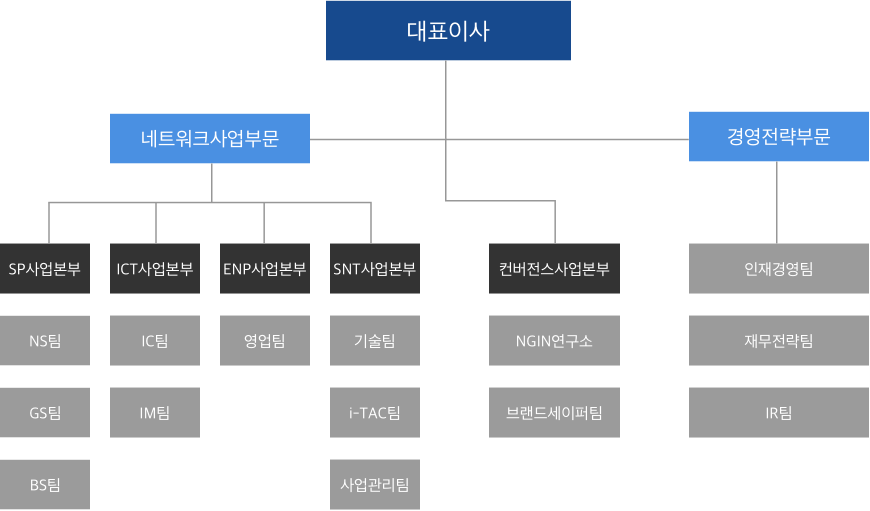 대표이사
네트워크사업부문
경영전략부문
SP사업본부
ICT사업본부
ENP사업본부
SNT사업본부
컨버전스사업본부
인재경영팀
NS팀
IC팀
영업팀
기술팀
NGIN연구소
재무전략팀
GS팀
IM팀
i-TAC팀
브랜드세이퍼팀
IR팀
BS팀
사업관리팀